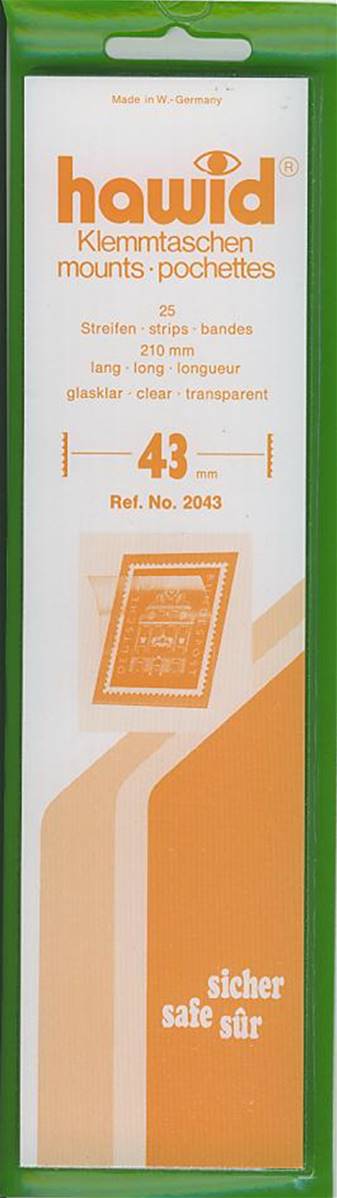 Made in W.-Germany
hawid®
Klemmtaschen
mounts · pochettes
25
Streifen · strips · bandes
210 mm
lang · long · longueur
glasklar · clear · transparent
43 mm
Ref. No. 2043
DEUTSCHE
sicher
safe sûr